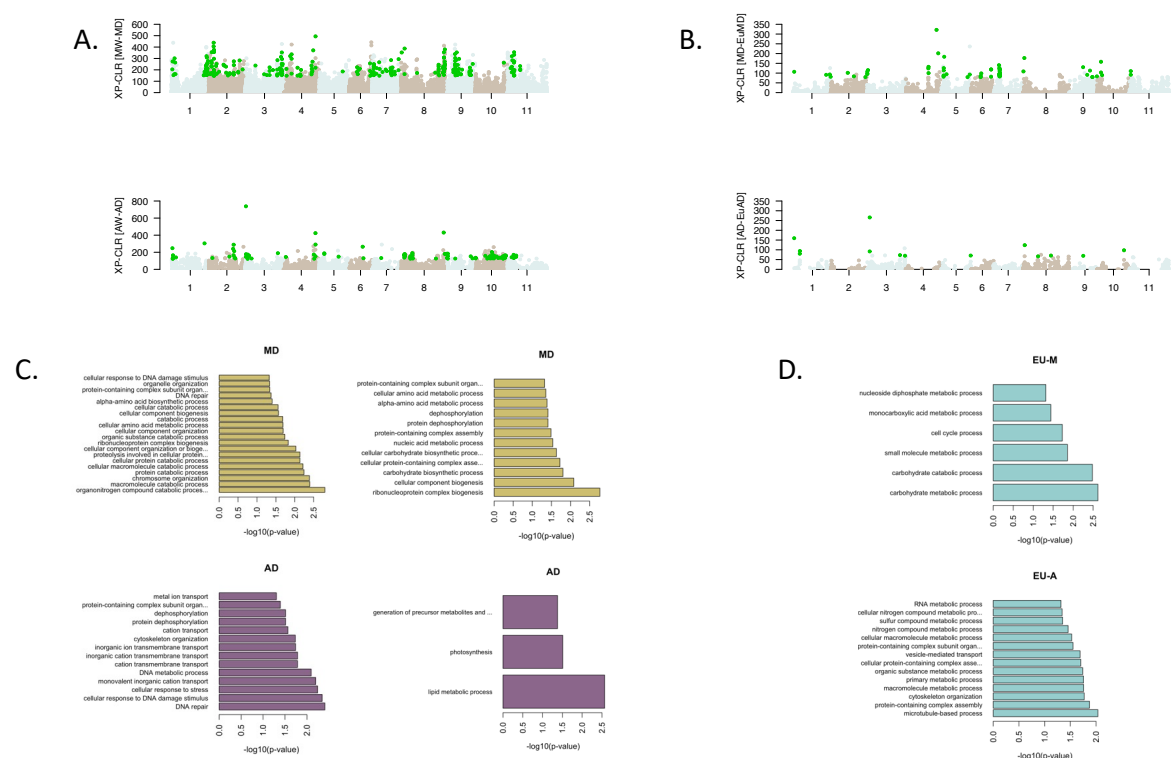 A.
XP-CLR [MW-MD]
600
500
400
300
200
100
0
1 2 3 4 5 6 7 8 9 10 11
XP-CLR [AW-AD]
800
600
400
200
0
1 2 3 4 5 6 7 8 9 10 11
B.
XP-CLR [MD-EuMD]
350
300
250
200
150
100
50
0
1 2 3 4 5 6 7 8 9 10 11
XP-CLR [AD-EuAD]
350
300
250
200
150
100
50
0
1 2 3 4 5 6 7 8 9 10 11
C.
MD
cellular response to DNA damage stimulus
organelle organization
protein-containing complex subunit organ...
DNA repair
alpha-amino acid biosynthetic process
cellular catabolic process
cellular component biogenesis
catabolic process
cellular amino acid metabolic process
cellular component organization
organic substance catabolic process
ribonucleoprotein complex biogenesis
cellular component organization or bioge...
proteolysis involved in cellular protein...
cellular protein catabolic process
cellular macromolecule catabolic process
protein catabolic process
chromosome organization
macromolecule catabolic process
organonitrogen compound catabolic proces...
0.0 0.5 1.0 1.5 2.0 2.5
-log10(p-value)
MD
protein-containing complex subunit organ...
cellular amino acid metabolic process
alpha-amino acid metabolic process
dephosphorylation
protein dephosphorylation
protein-containing complex assembly
nucleic acid metabolic process
cellular carbohydrate biosynthetic proce...
cellular protein-containing complex asse...
carbohydrate biosynthetic process
cellular component biogenesis
ribonucleoprotein complex biogenesis
0.0 0.5 1.0 1.5 2.0 2.5
-log10(p-value)
AD
metal ion transport
protein-containing complex subunit organ...
dephosphorylation
protein dephosphorylation
cation transport
cytoskeleton organization
inorganic ion transmembrane transport
inorganic cation transmembrane transport
cation transmembrane transport
DNA metabolic process
monovalent inorganic cation transport
cellular response to stress
cellular response to DNA damage stimulus
DNA repair
0.0 0.5 1.0 1.5 2.0
-log10(p-value)
AD
generation of precursor metabolites and ...
photosynthesis
lipid metabolic process
0.0 0.5 1.0 1.5 2.0 2.5
-log10(p-value)
D.
EU-M
nucleoside diphosphate metabolic process
monocarboxylic acid metabolic process
cell cycle process
small molecule metabolic process
carbohydrate catabolic process
carbohydrate metabolic process
0.0 0.5 1.0 1.5 2.0 2.5
-log10(p-value)
EU-A
RNA metabolic process
cellular nitrogen compound metabolic pro...
sulfur compound metabolic process
nitrogen compound metabolic process
cellular macromolecule metabolic process
protein-containing complex subunit organ...
vesicle-mediated transport
cellular protein-containing complex asse...
organic substance metabolic process
primary metabolic process
macromolecule metabolic process
cytoskeleton organization
protein-containing complex assembly
microtubule-based process
0.0 0.5 1.0 1.5 2.0
-log10(p-value)